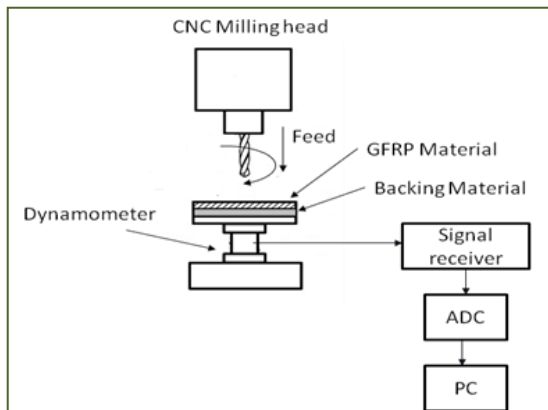 CNC Milling head
Feed
GFRP Material
Backing Material
Dynamometer
Signal
receiver
ADC
PC